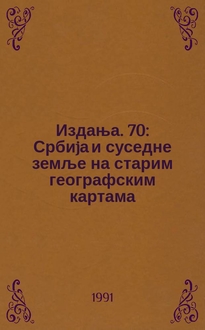 Издања. 70:
Србија и суседне
земље на старим
географским
картама
1991